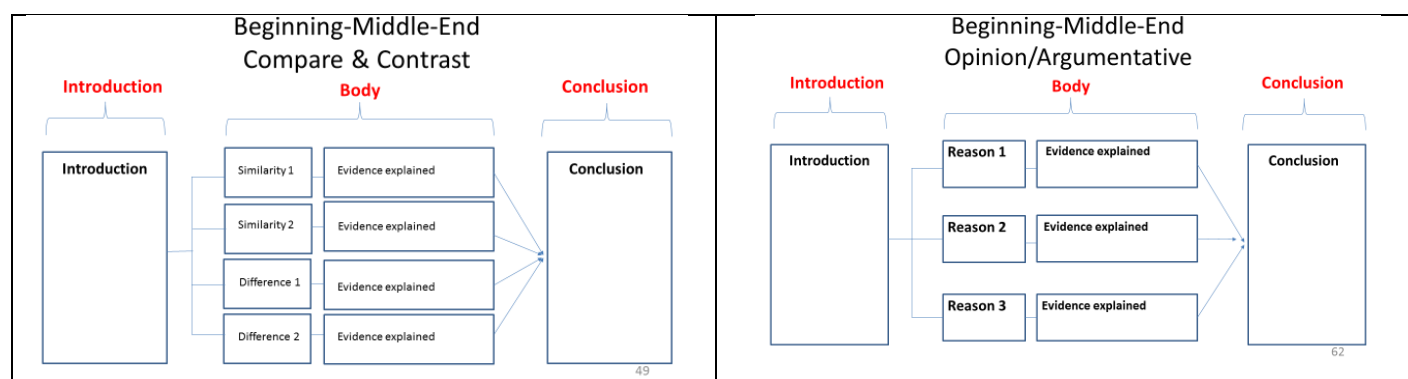 Beginning-Middle-End
Compare & Contrast
Introduction
Body
Conclusion
Introduction
Similarity 1
Evidence explained
Similarity 2
Evidence explained
Difference 1
Evidence explained
Difference 2
Evidence explained
Conclusion
49
Beginning-Middle-End
Opinion/Argumentative
Introduction
Body
Conclusion
Introduction
Reason 1
Evidence explained
Reason 2
Evidence explained
Reason 3
Evidence explained
Conclusion
62